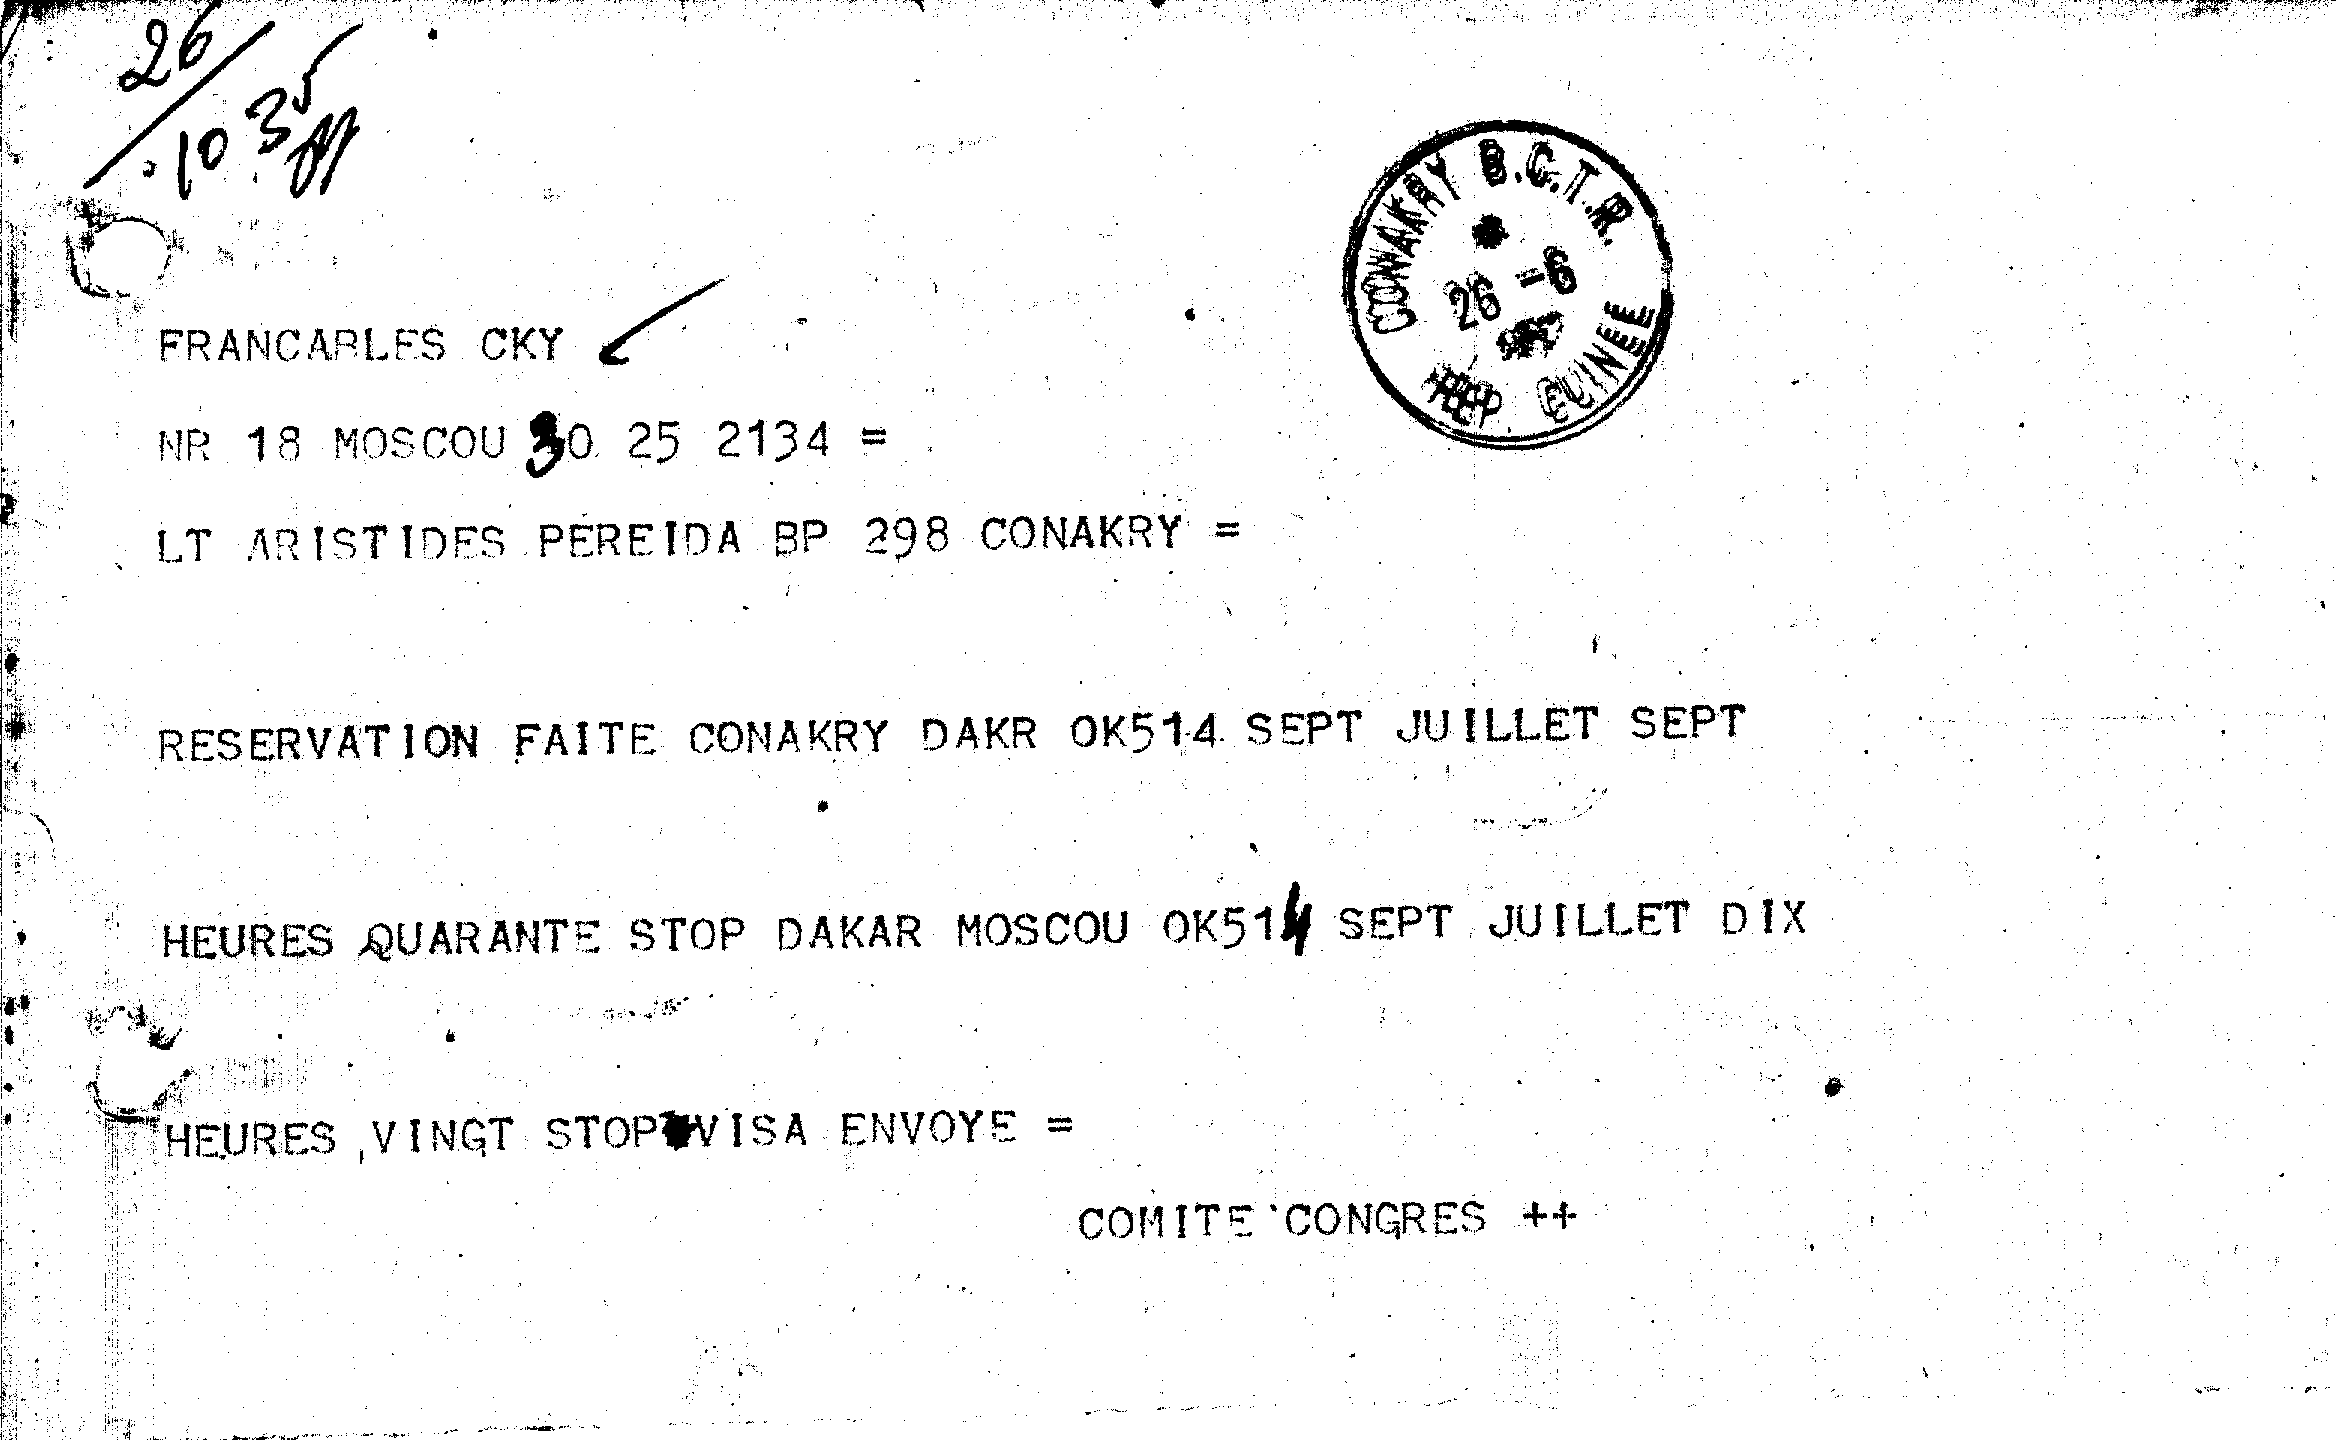 26
10 35
CONAKRY B.C.T.R.
26 -6
REP GUINEE
FRANCABLES CKY
NR 18 MOSCOU 30 25 2134 =
LT ARISTIDES PEREIDA BP 298 CONAKRY =
RESERVATION FAITE CONAKRY DAKR OK514 SEPT JUILLET SEPT
HEURES QUARANTE STOP DAKAR MOSCOU OK514 SEPT JUILLET DIX
HEURES VINGT STOP VISA ENVOYE =
COMITE CONGRES ++